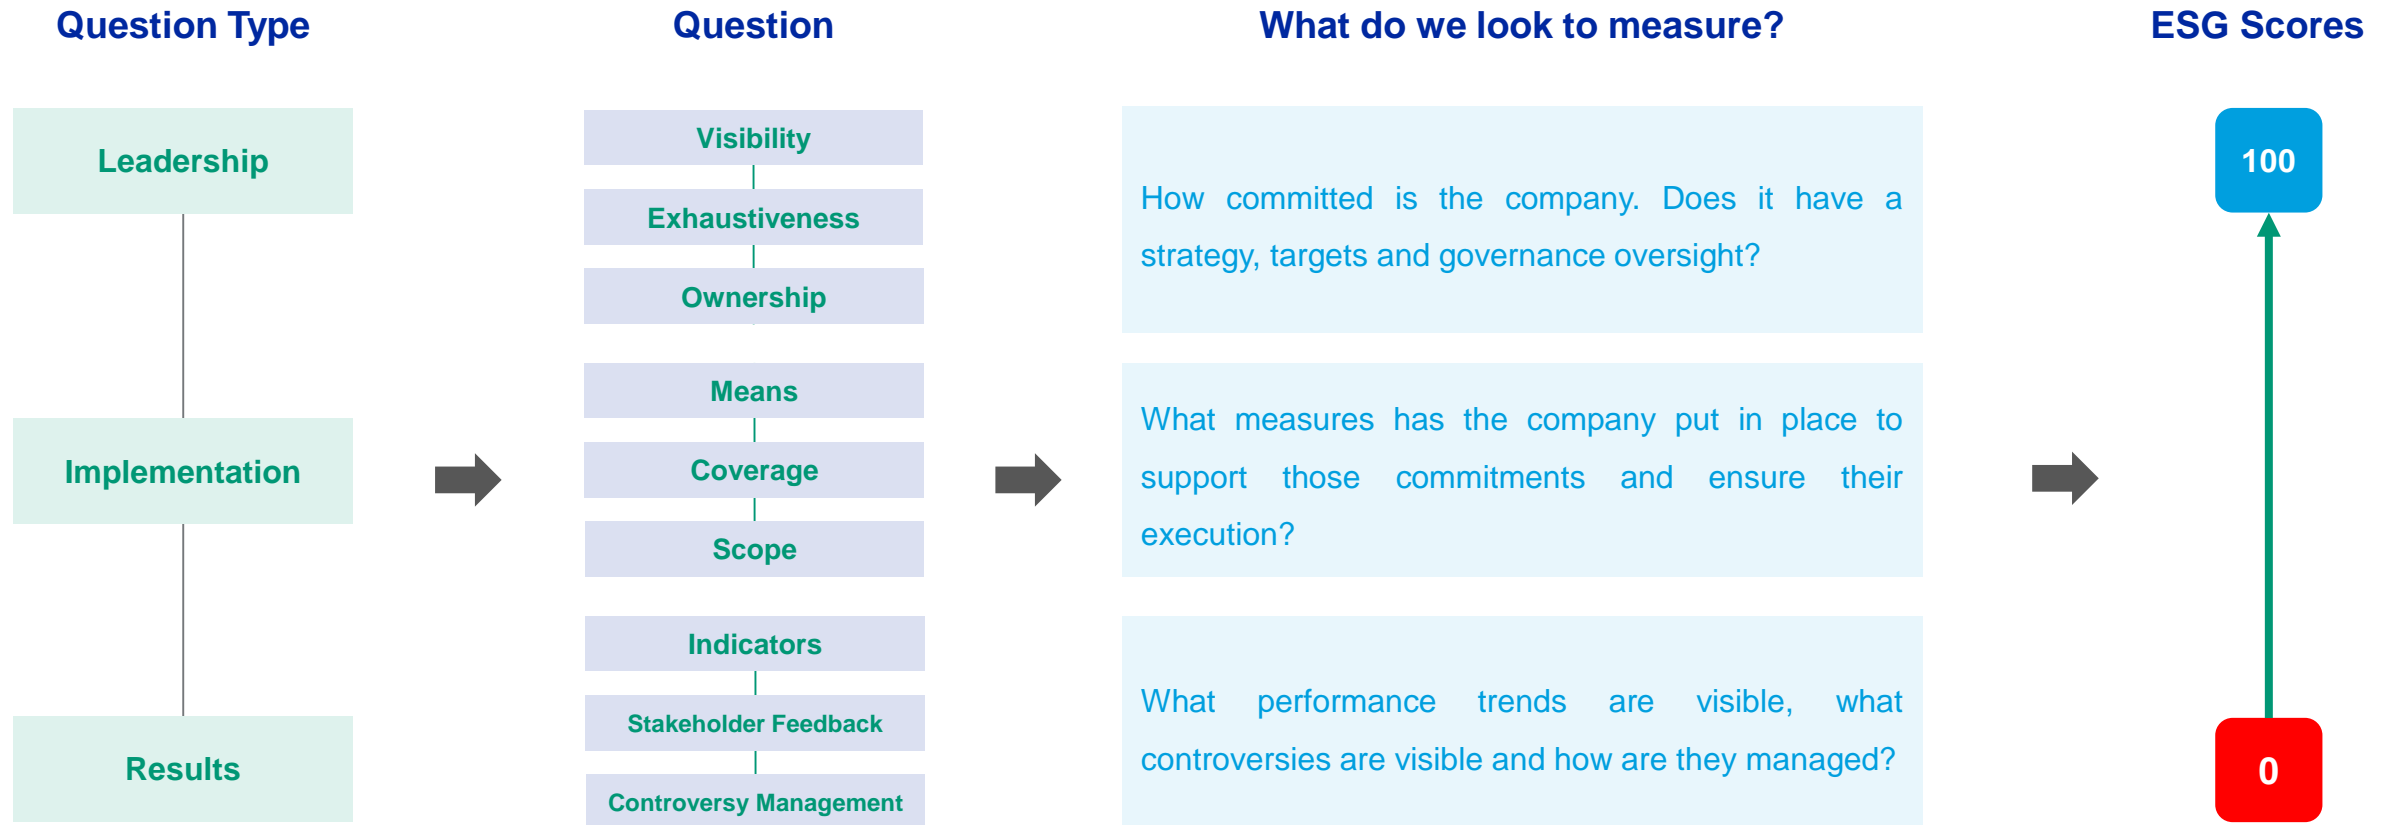 Question Type
Question
What do we look to measure?
ESG Scores
Leadership
Visibility
Exhaustiveness
Ownership
How committed is the company. Does it have a
strategy, targets and governance oversight?
100
Implementation
Means
Coverage
Scope
What measures has the company put in place to
support those commitments and ensure their
execution?
Results
Indicators
Stakeholder Feedback
Controversy Management
What performance trends are visible, what
controversies are visible and how are they managed?
0